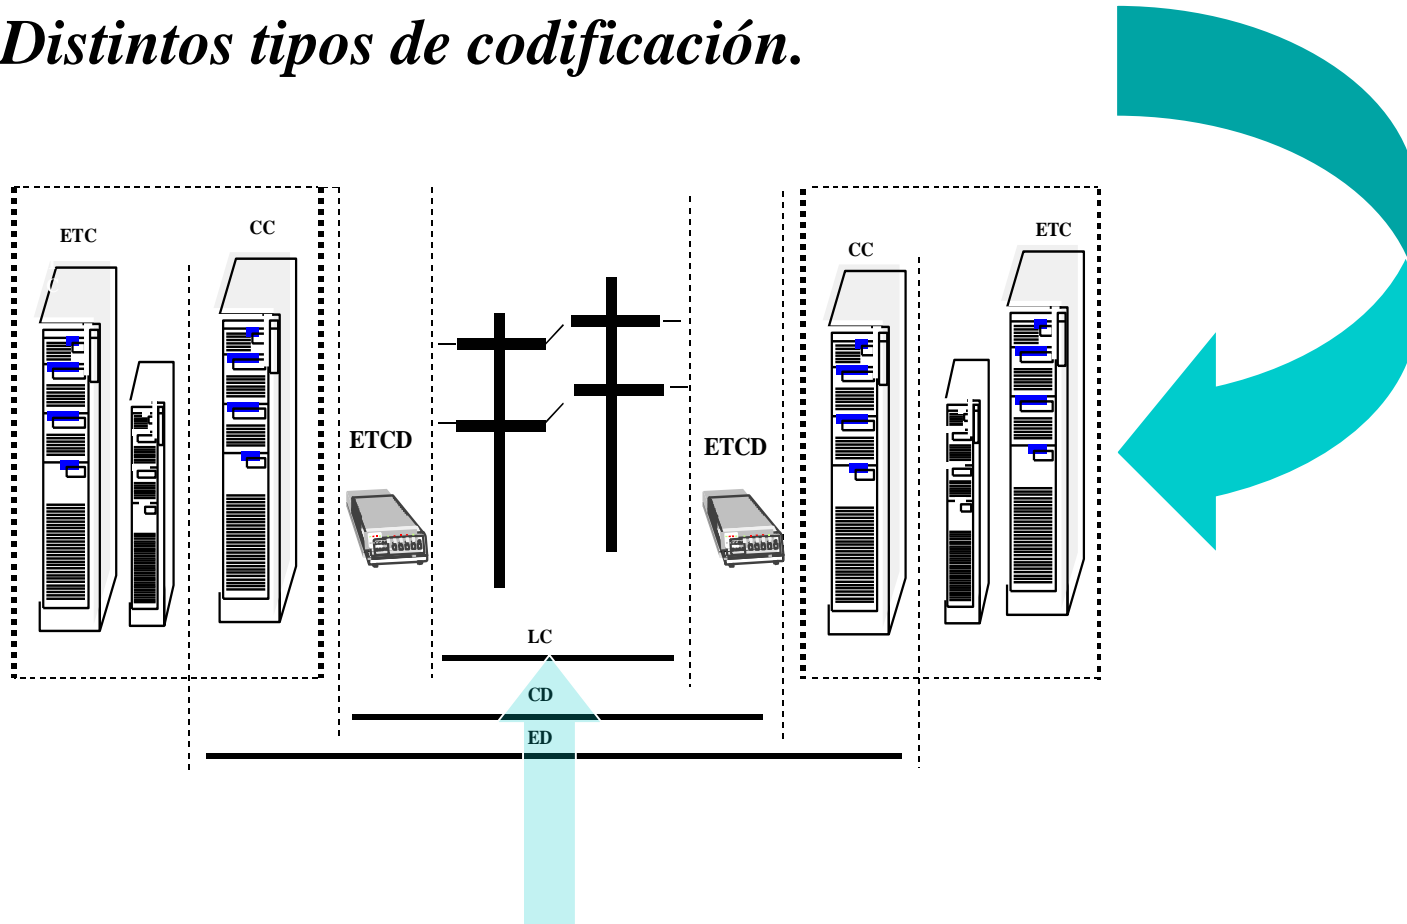 Distintos tipos de codificación.
ETC
CC
CC
ETC
ETCD
ETCD
LC
CD
ED